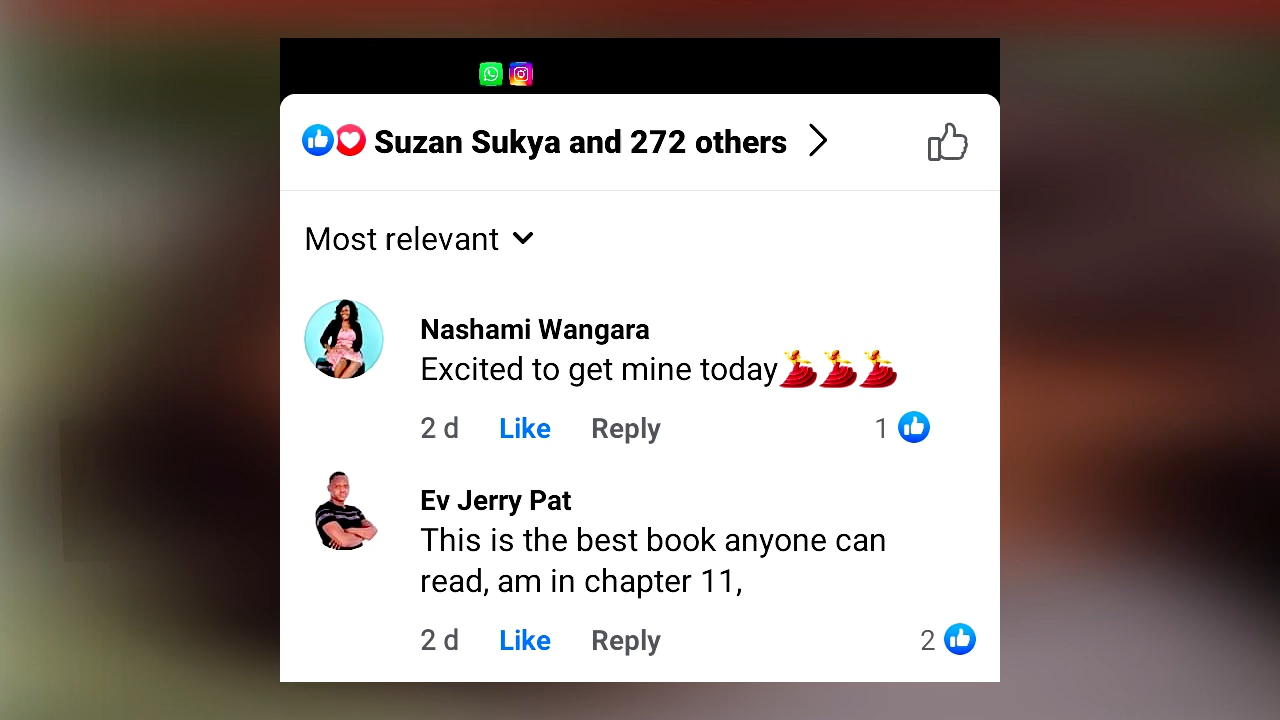 Suzan Sukya and 272 others
Most relevant
Nashami Wangara
Excited to get mine today💃💃💃
2 d Like Reply 1
Ev Jerry Pat
This is the best book anyone can
read, am in chapter 11,
2 d Like Reply 2